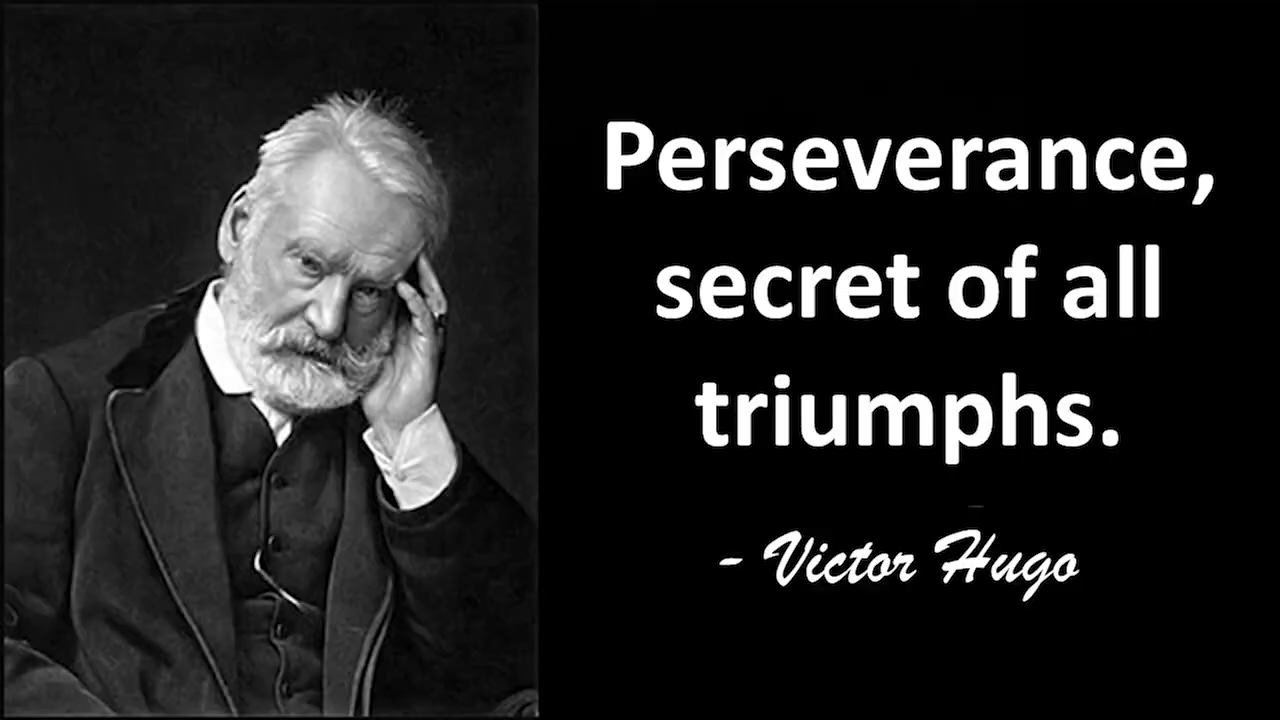 Perseverance,
secret of all
triumphs.
- Victor Hugo